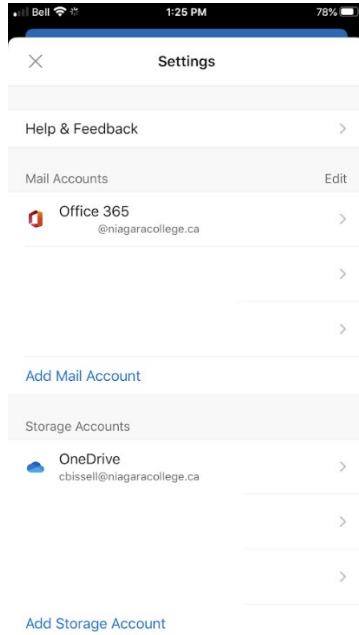 Bell 1:25 PM 78%
Settings
Help & Feedback
Mail Accounts Edit
Office 365
@niagaracollege.ca
Add Mail Account
Storage Accounts
OneDrive
cbissell@niagaracollege.ca
Add Storage Account